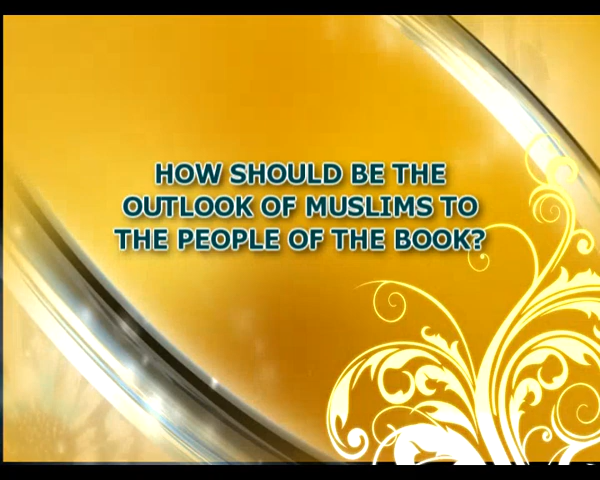 HOW SHOULD BE THE
OUTLOOK OF MUSLIMS TO
THE PEOPLE OF THE BOOK?